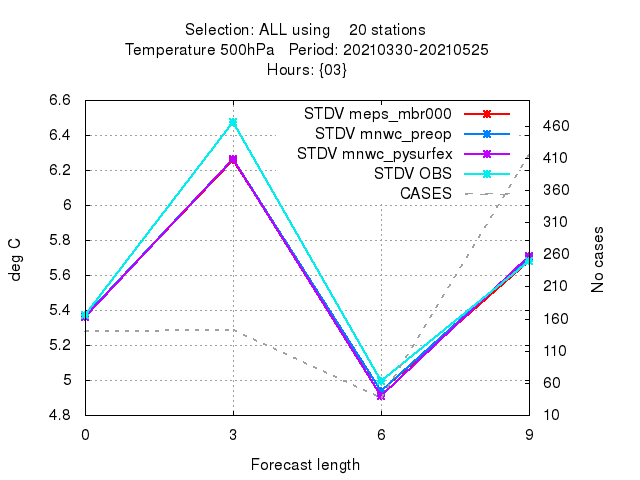 Selection: ALL using 20 stations
Temperature 500hPa Period: 20210330-20210525
Hours: {03}
STDV meps_mbr000
STDV mnwc_preop
STDV mnwc_pysurfex
STDV OBS
CASES
deg C
6.6
6.4
6.2
6
5.8
5.6
5.4
5.2
5
4.8
460
410
360
310
260
210
160
110
60
10
No cases
0 3 6 9
Forecast length